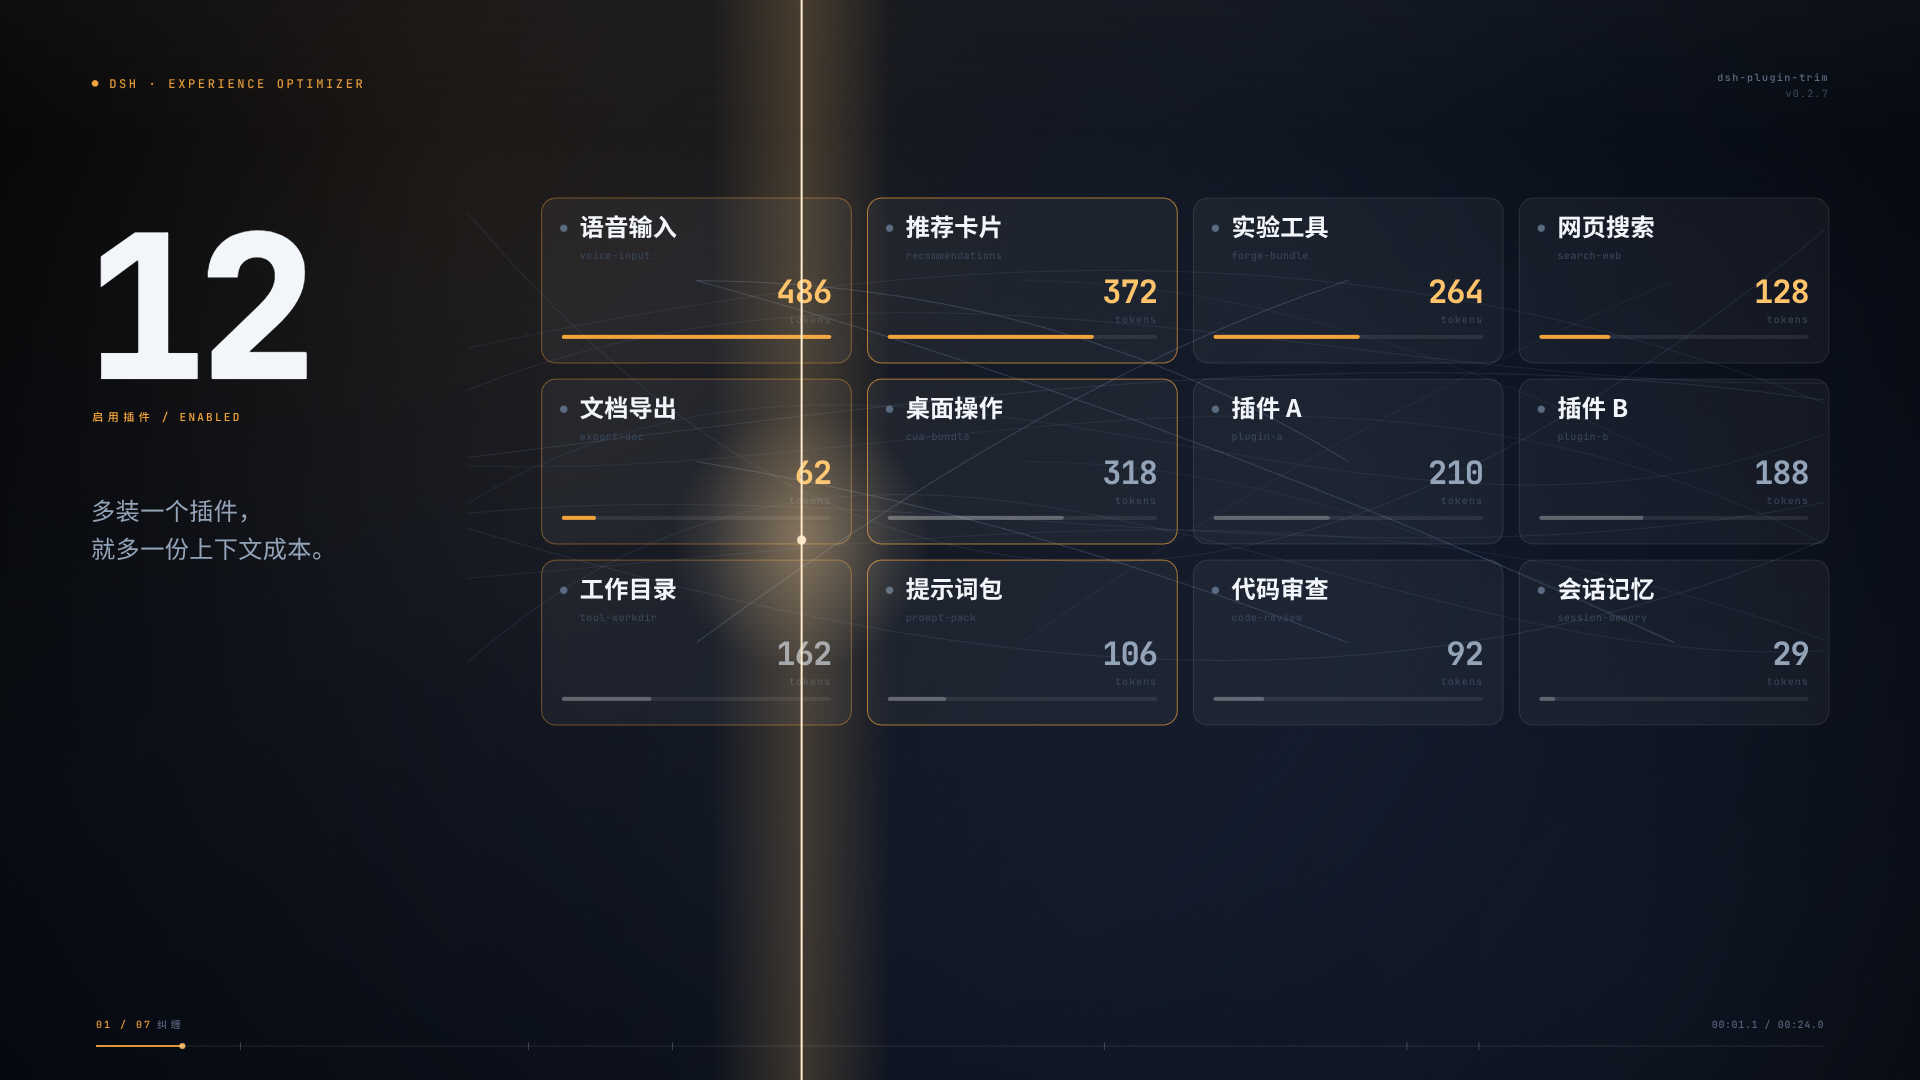 DSH · EXPERIENCE OPTIMIZER
dsh-plugin-trim
v0.2.7
12
启用插件 / ENABLED
多装一个插件，
就多一份上下文成本。
语音输入
voice-input
486
tokens
推荐卡片
recommendations
372
tokens
实验工具
forge-bundle
264
tokens
网页搜索
search-web
128
tokens
文档导出
export-doc
62
tokens
桌面操作
cua-bundle
318
tokens
插件 A
plugin-a
210
tokens
插件 B
plugin-b
188
tokens
工作目录
tool-workdir
162
tokens
提示词包
prompt-pack
106
tokens
代码审查
code-review
92
tokens
会话记忆
session-memory
29
tokens
01 / 07 纠缠
00:01.1 / 00:24.0